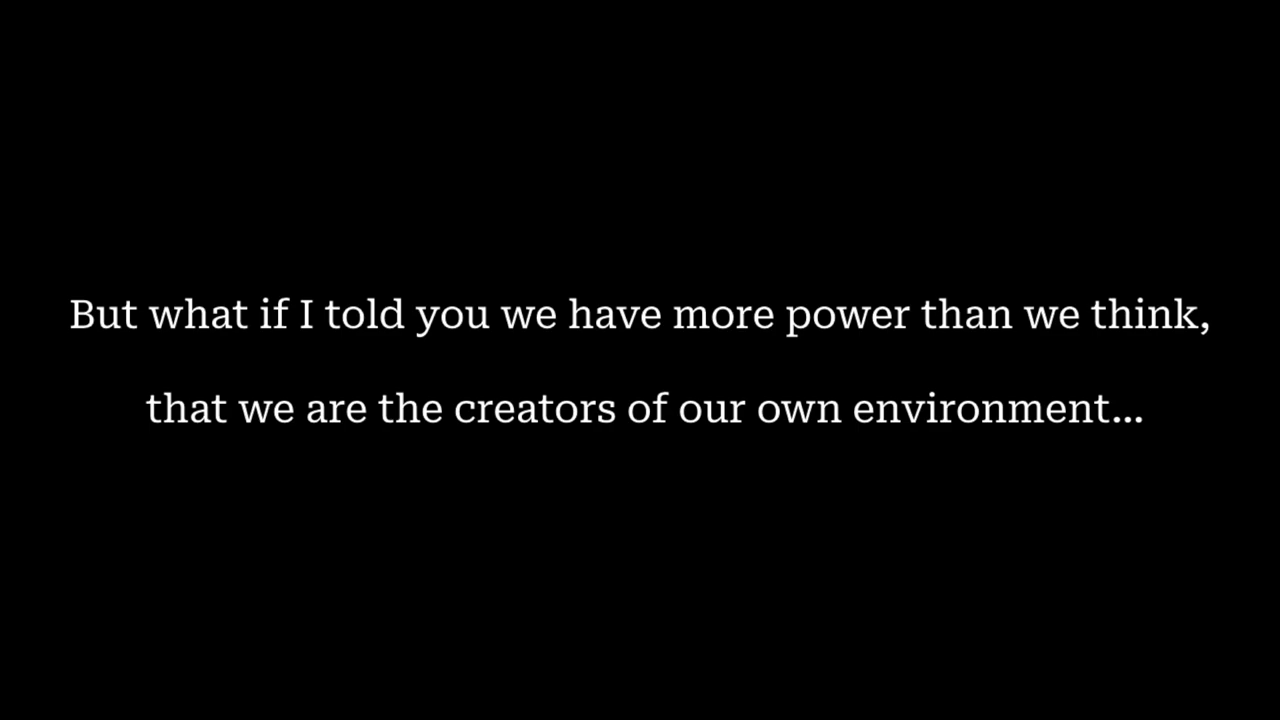 But what if I told you we have more power than we think,
that we are the creators of our own environment...